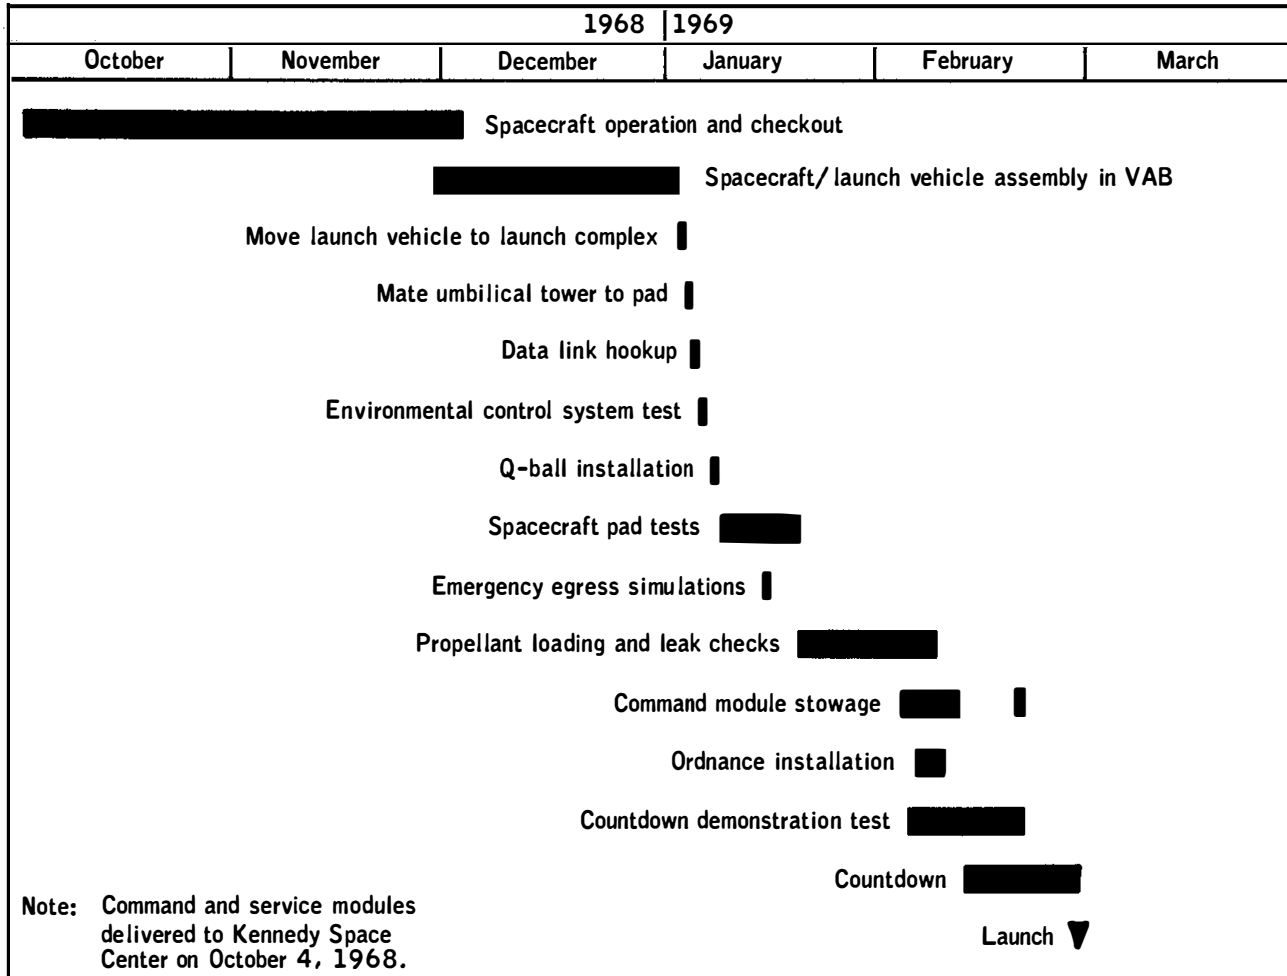 1968 | 1969
October November December January February March
Spacecraft operation and checkout
Spacecraft/launch vehicle assembly in VAB
Move launch vehicle to launch complex
Mate umbilical tower to pad
Data link hookup
Environmental control system test
Q-ball installation
Spacecraft pad tests
Emergency egress simulations
Propellant loading and leak checks
Command module stowage
Ordnance installation
Countdown demonstration test
Countdown
Launch
Note: Command and service modules
delivered to Kennedy Space
Center on October 4, 1968.